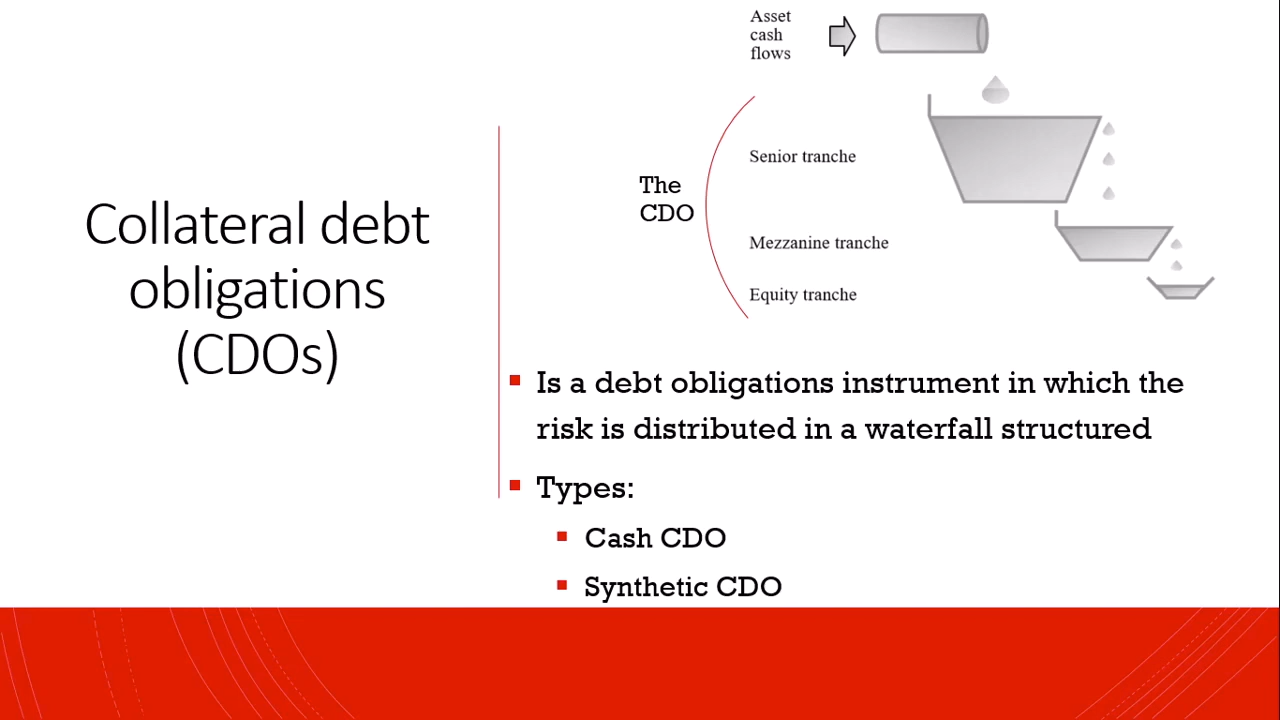 Collateral debt
obligations
(CDOs)
Asset
cash
flows
The
CDO
Senior tranche
Mezzanine tranche
Equity tranche
Is a debt obligations instrument in which the
risk is distributed in a waterfall structured
Types:
Cash CDO
Synthetic CDO